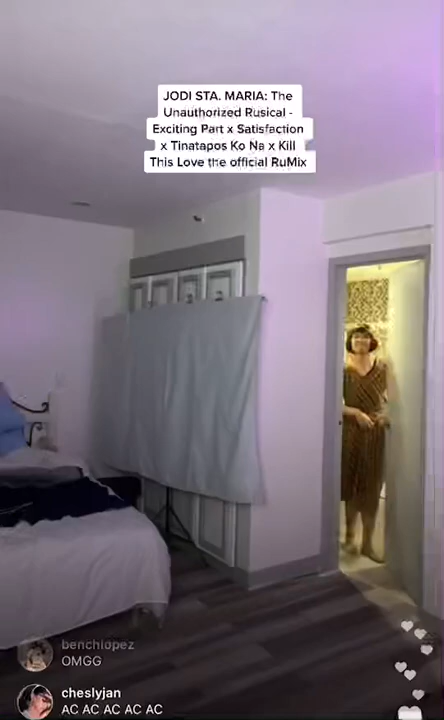 JODI STA. MARIA: The
Unauthorized Rusical -
Exciting Part x Satisfaction
x Tinatapos Ko Na x Kill
This Love the official RuMix
benchlopez
OMGG
cheslyjan
AC AC AC AC AC